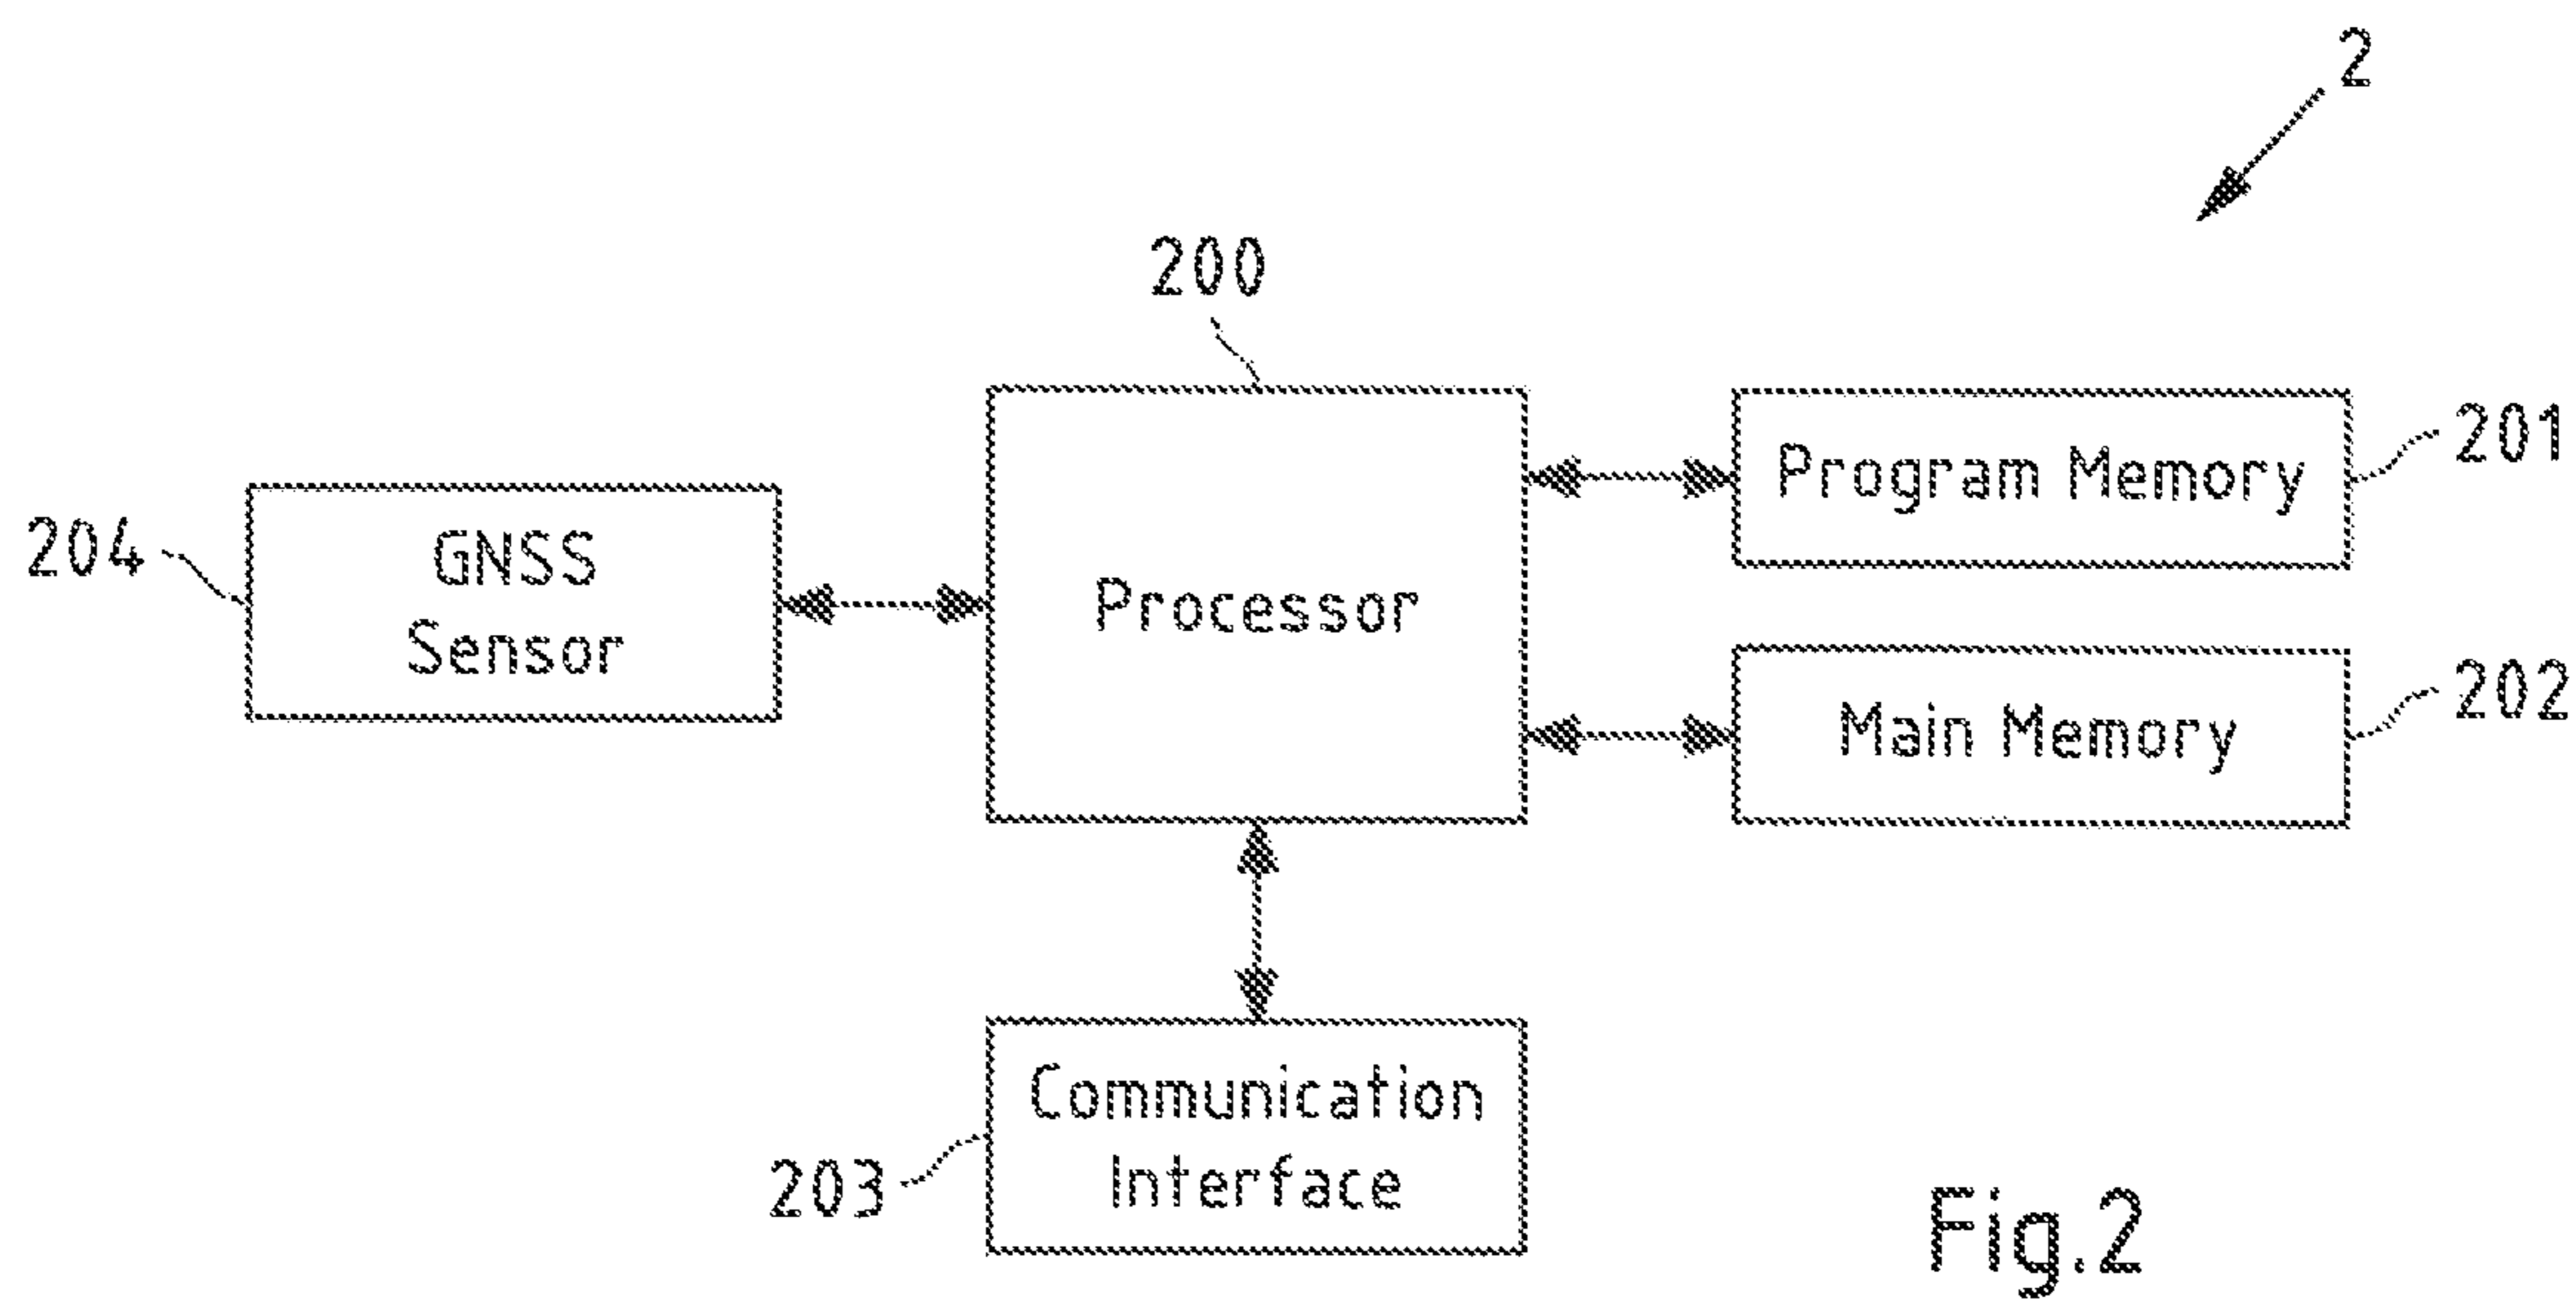 2
200
Program Memory
201
204
GNSS
Sensor
Processor
Main Memory
202
Communication
Interface
203
Fig.2